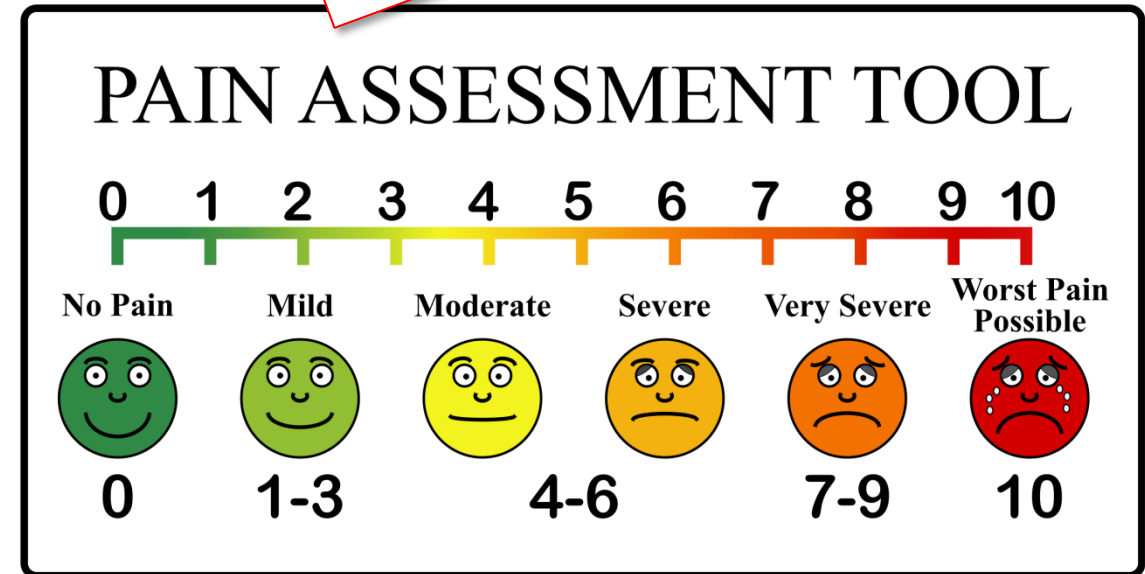 PAIN ASSESSMENT TOOL
0 1 2 3 4 5 6 7 8 9 10
No Pain Mild Moderate Severe Very Severe Worst Pain Possible
0 1-3 4-6 7-9 10